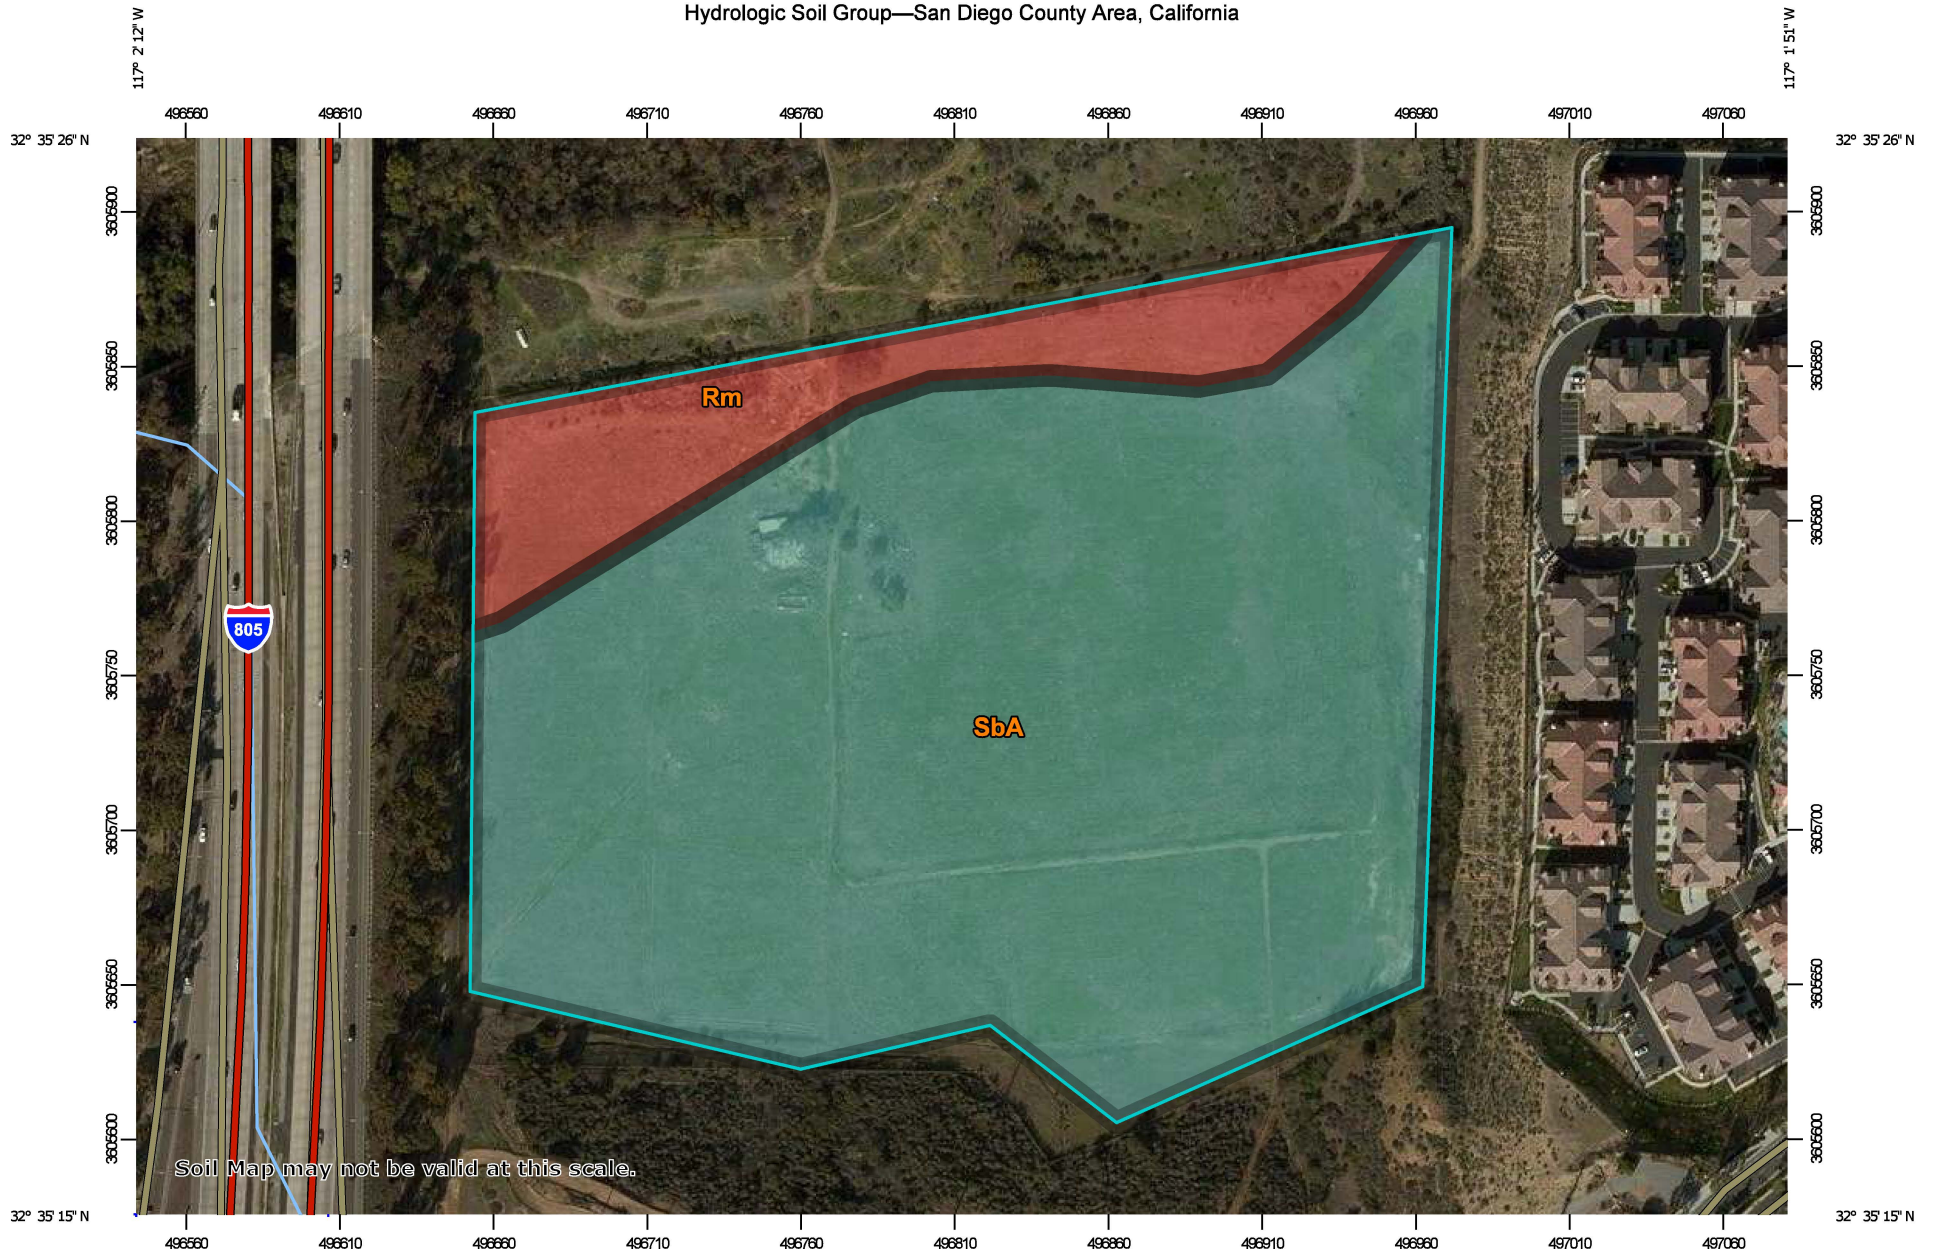 Hydrologic Soil Group—San Diego County Area, California
117° 2' 12" W
117° 1' 51" W
496560 496610 496660 496710 496760 496810 496860 496910 496960 497010 497060
32° 35' 26" N
32° 35' 26" N
3605900
3605900
3605850
3605850
Rm
3605800
3605800
805
3605750
3605750
SbA
3605700
3605700
3605650
3605650
3605600
3605600
Soil Map may not be valid at this scale.
32° 35' 15" N
32° 35' 15" N
496560 496610 496660 496710 496760 496810 496860 496910 496960 497010 497060